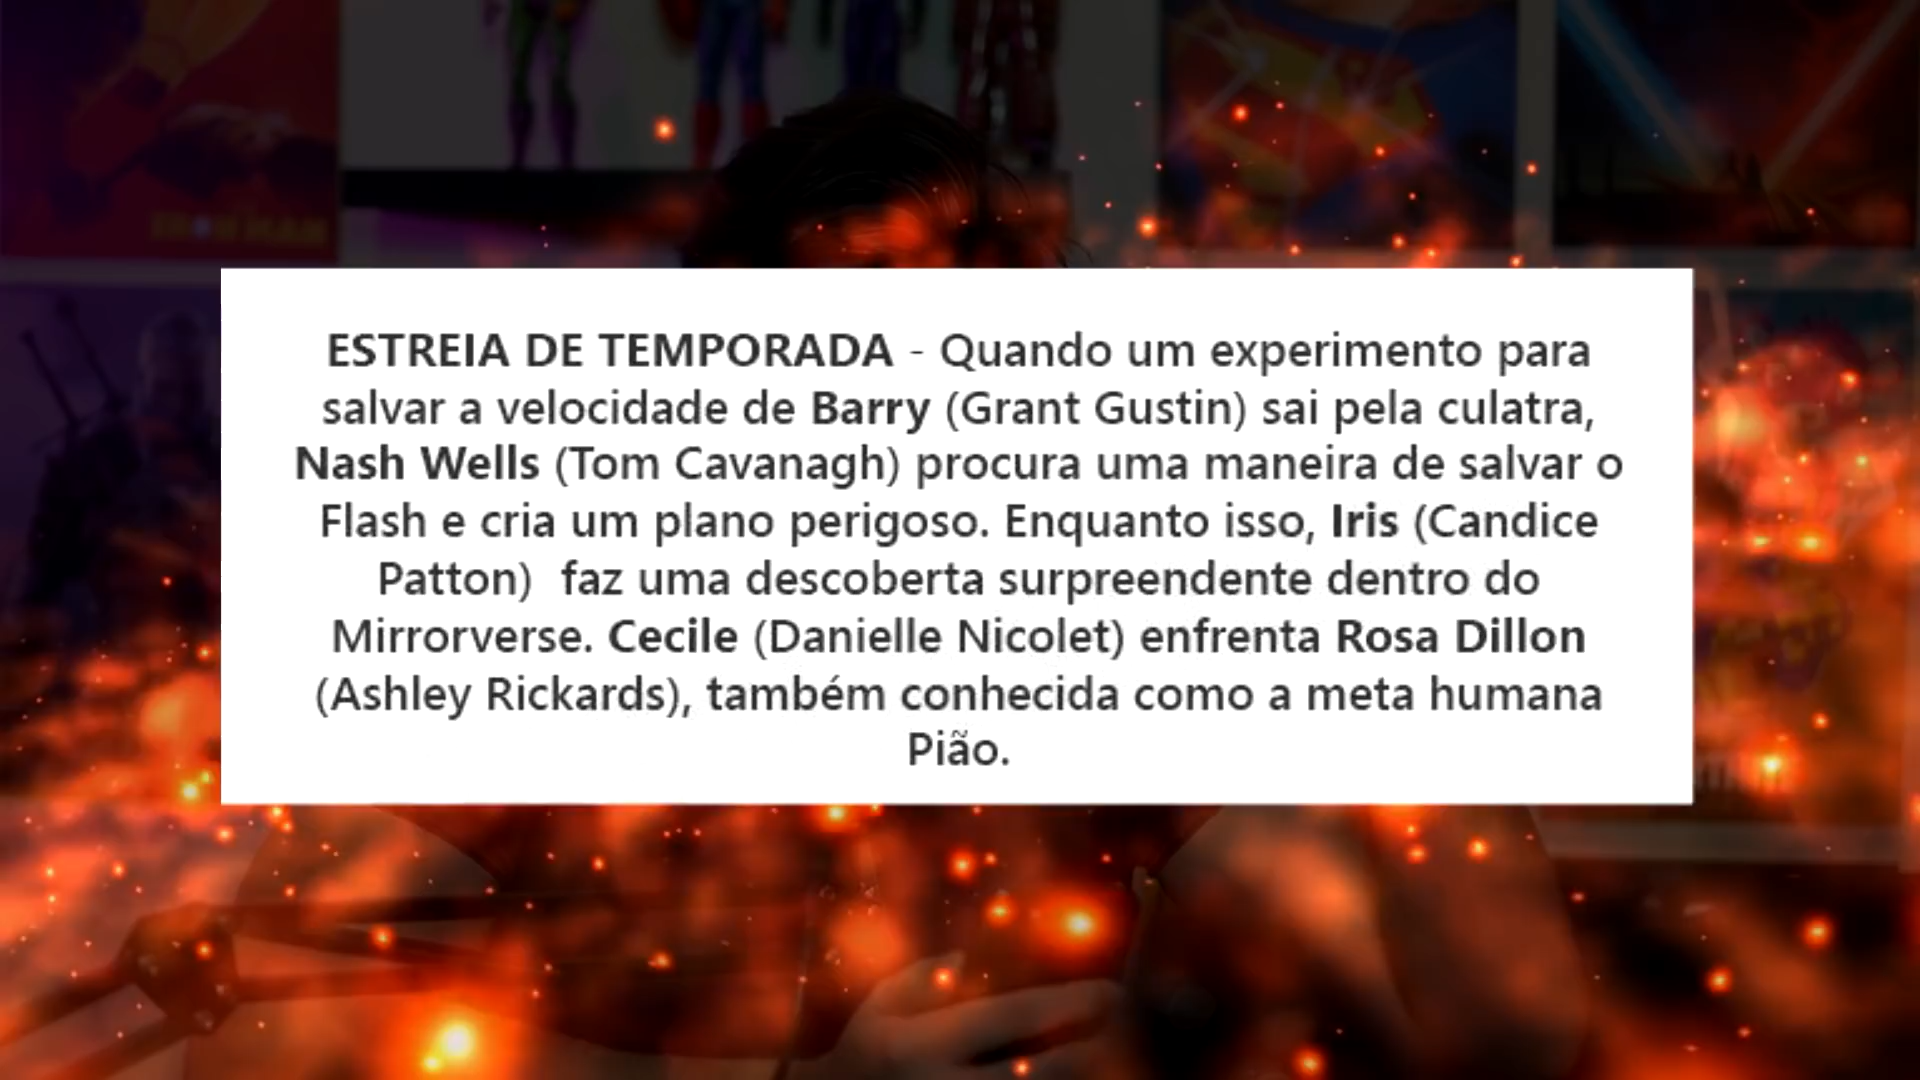 IRON MAN
ESTREIA DE TEMPORADA - Quando um experimento para
salvar a velocidade de Barry (Grant Gustin) sai pela culatra,
Nash Wells (Tom Cavanagh) procura uma maneira de salvar o
Flash e cria um plano perigoso. Enquanto isso, Iris (Candice
Patton)  faz uma descoberta surpreendente dentro do
Mirrorverse. Cecile (Danielle Nicolet) enfrenta Rosa Dillon
(Ashley Rickards), também conhecida como a meta humana
Pião.